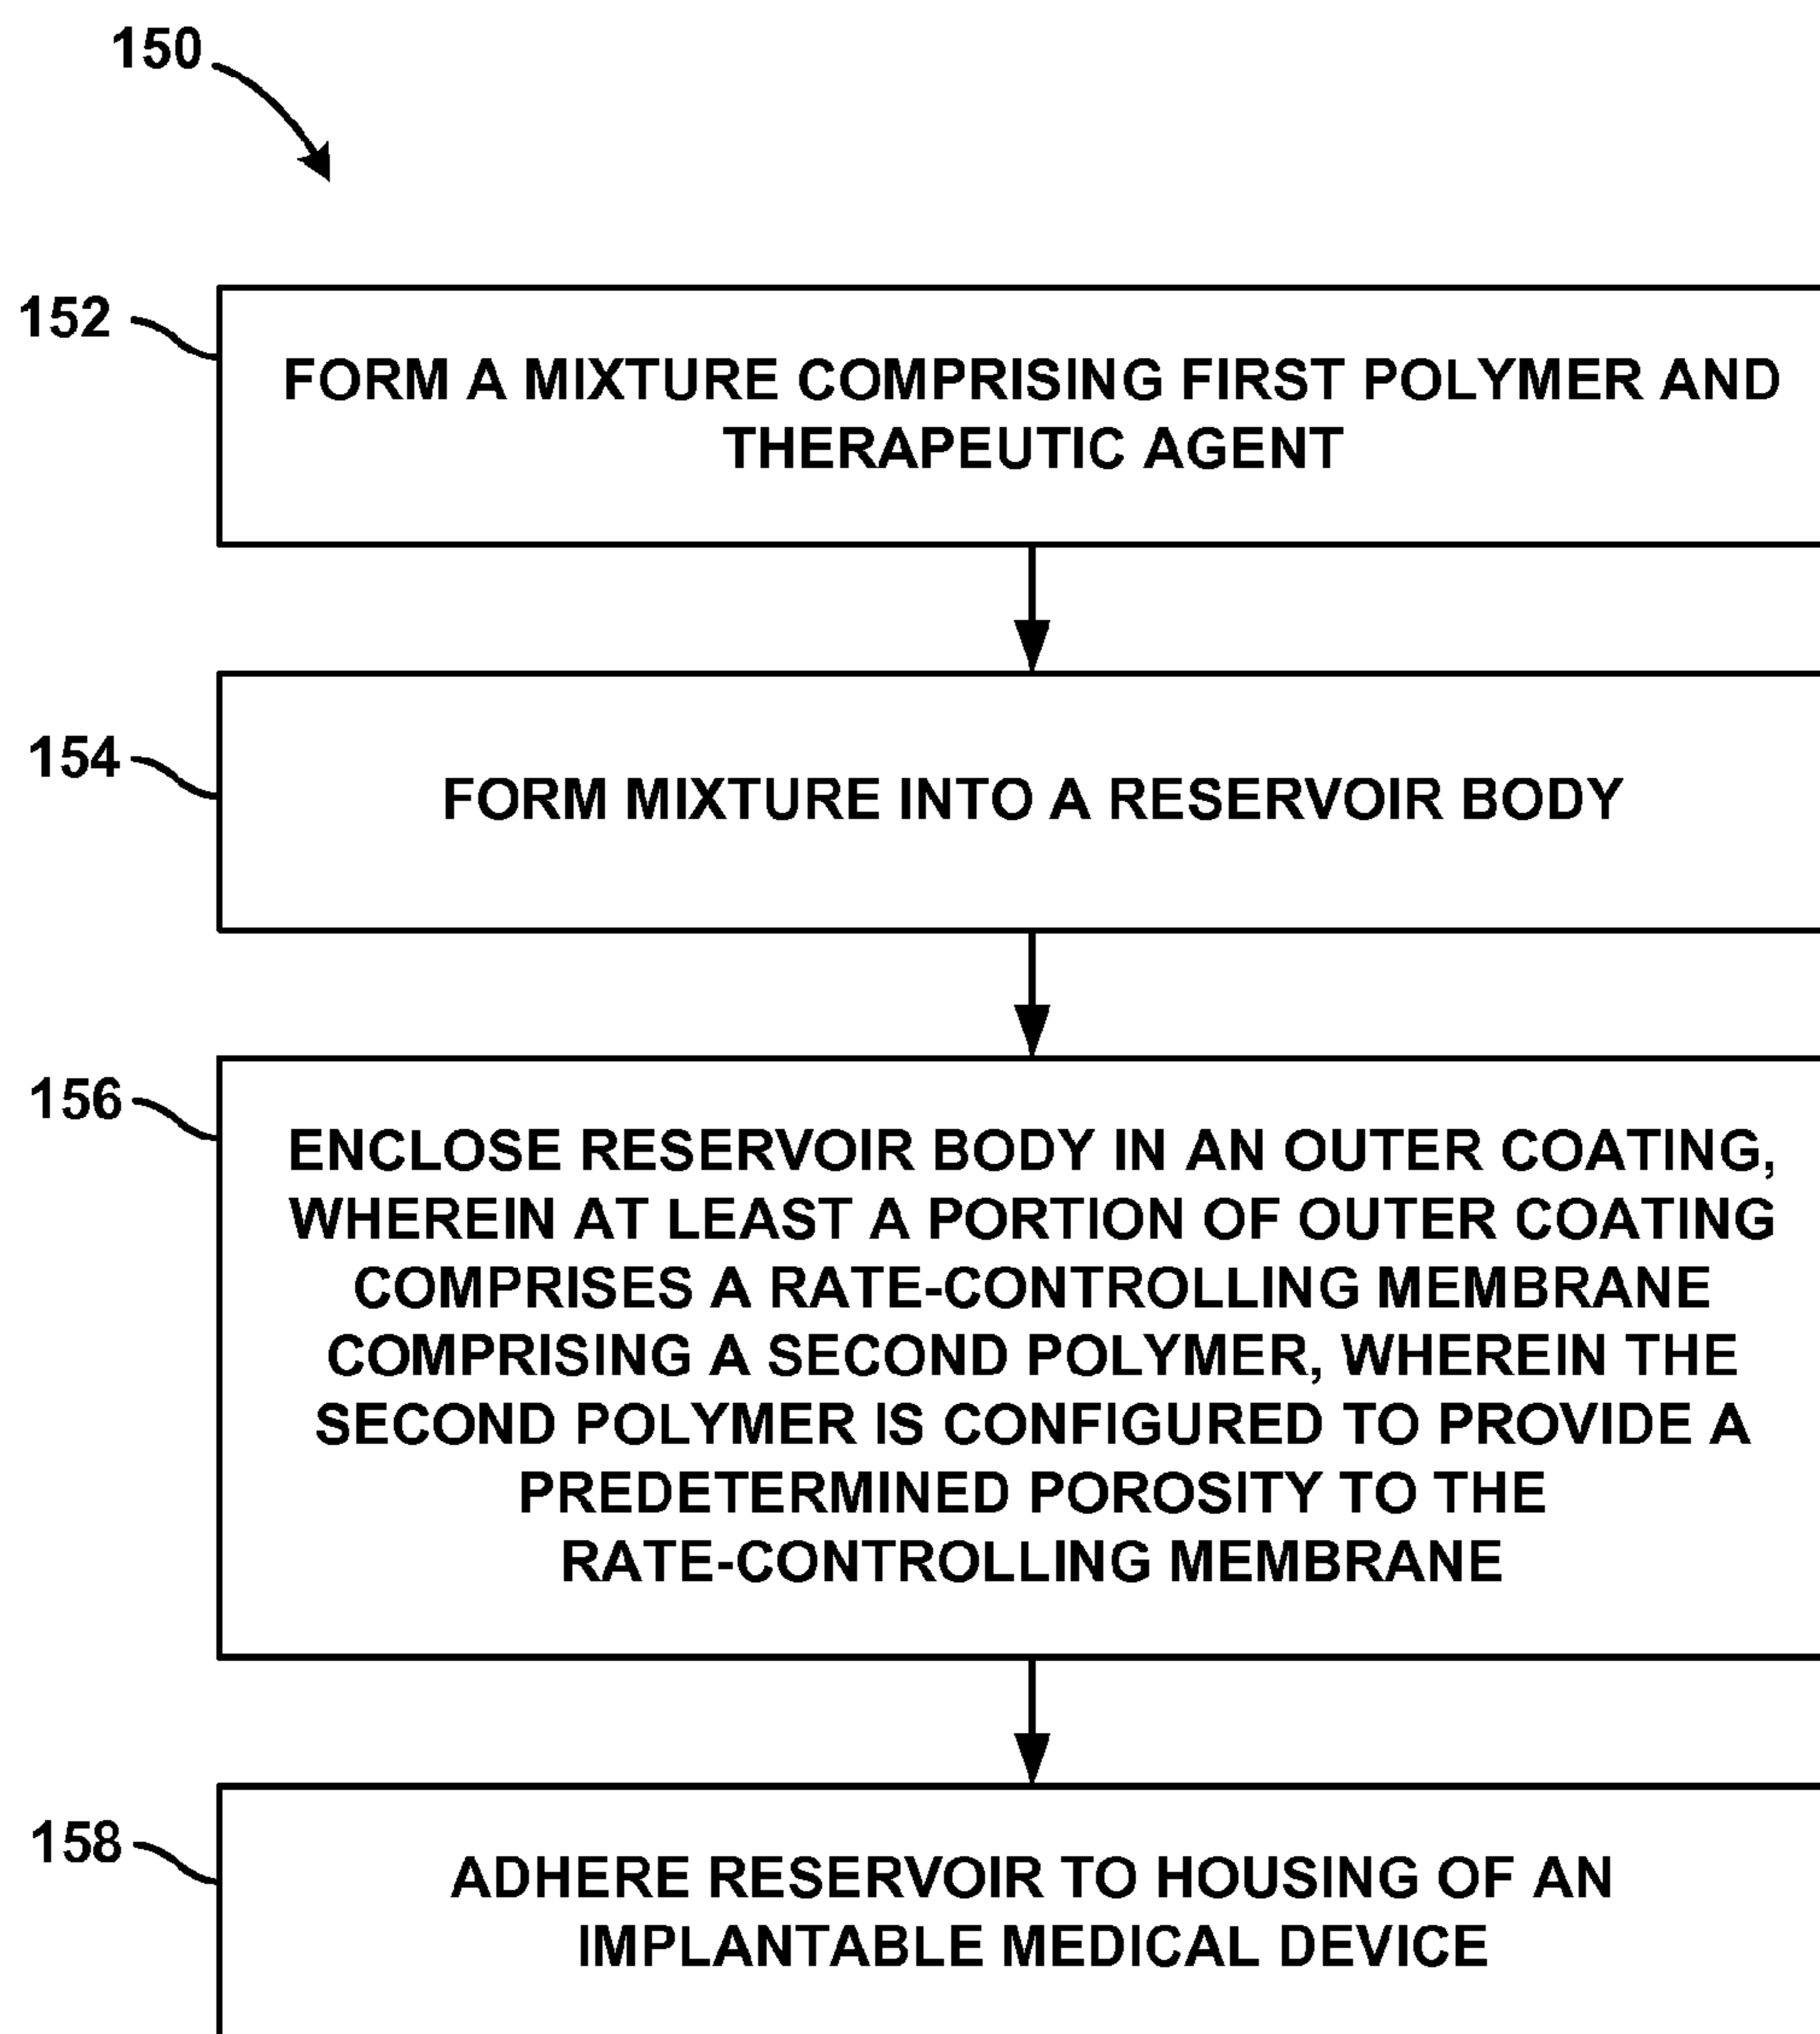 150
152
FORM A MIXTURE COMPRISING FIRST POLYMER AND
THERAPEUTIC AGENT
154
FORM MIXTURE INTO A RESERVOIR BODY
156
ENCLOSE RESERVOIR BODY IN AN OUTER COATING,
WHEREIN AT LEAST A PORTION OF OUTER COATING
COMPRISES A RATE-CONTROLLING MEMBRANE
COMPRISING A SECOND POLYMER, WHEREIN THE
SECOND POLYMER IS CONFIGURED TO PROVIDE A
PREDETERMINED POROSITY TO THE
RATE-CONTROLLING MEMBRANE
158
ADHERE RESERVOIR TO HOUSING OF AN
IMPLANTABLE MEDICAL DEVICE